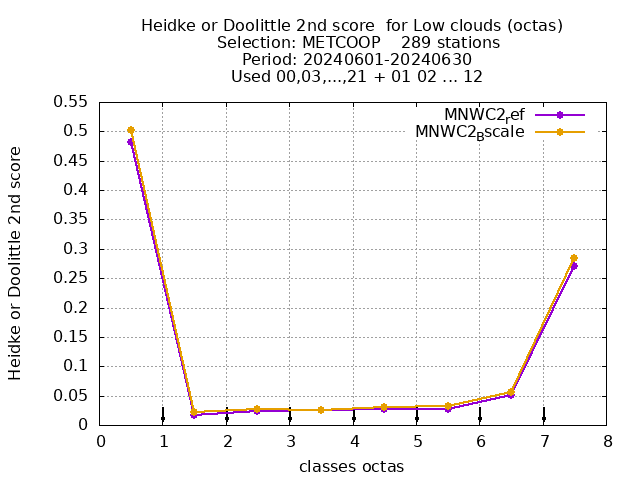 Heidke or Doolittle 2nd score  for Low clouds (octas)
Selection: METCOOP    289 stations
Period: 20240601-20240630
Used 00,03,...,21 + 01 02 ... 12
MNWC2ref
MNWC2Bscale
Heidke or Doolittle 2nd score
0.55
0.5
0.45
0.4
0.35
0.3
0.25
0.2
0.15
0.1
0.05
0
0 1 2 3 4 5 6 7 8
classes octas